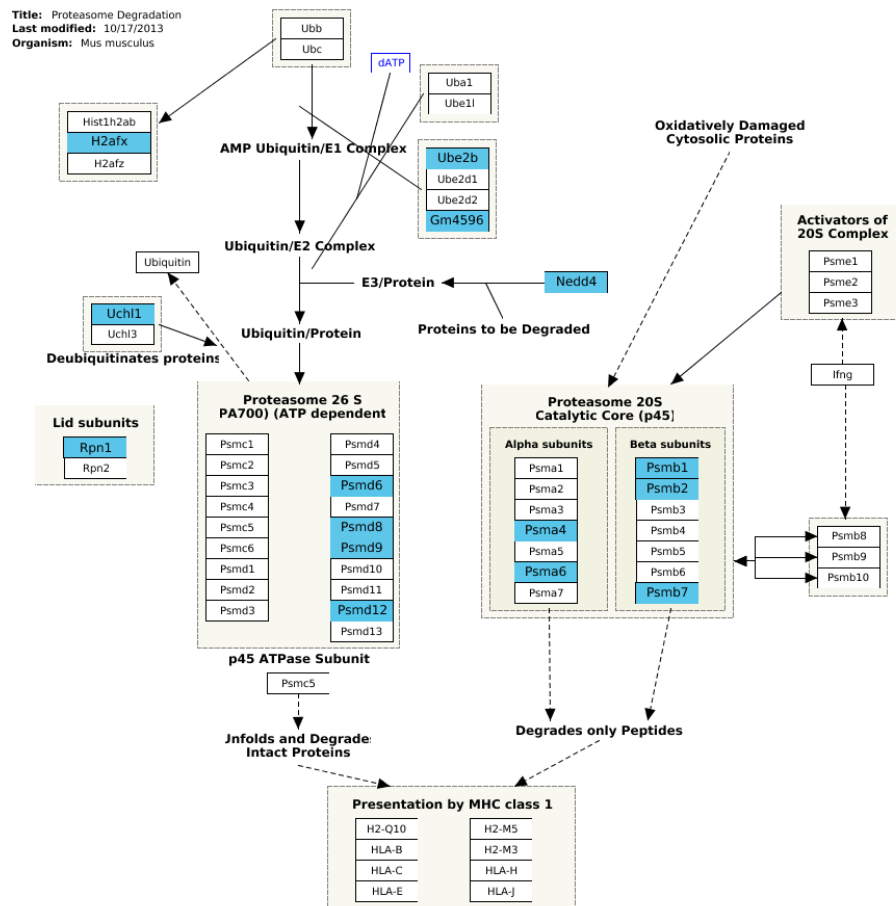 Title: Proteasome Degradation
Last modified: 10/17/2013
Organism: Mus musculus
Ubb
Ubc
dATP
Uba1
Ube1l
Hist1h2ab
H2afx
H2afz
AMP Ubiquitin/E1 Complex
Ube2b
Ube2d1
Ube2d2
Gm4596
Oxidatively Damaged
Cytosolic Proteins
Activators of
20S Complex
Psme1
Psme2
Psme3
Ubiquitin/E2 Complex
Ubiquitin
E3/Protein
Nedd4
Uchl1
Uchl3
Deubiquitinates proteins
Ubiquitin/Protein
Proteins to be Degraded
Ifng
Lid subunits
Rpn1
Rpn2
Proteasome 26 S
PA700) (ATP dependent
Psmc1
Psmc2
Psmc3
Psmc4
Psmc5
Psmc6
Psmd1
Psmd2
Psmd3
Psmd4
Psmd5
Psmd6
Psmd7
Psmd8
Psmd9
Psmd10
Psmd11
Psmd12
Psmd13
Proteasome 20S
Catalytic Core (p45)
Alpha subunits
Psma1
Psma2
Psma3
Psma4
Psma5
Psma6
Psma7
Beta subunits
Psmb1
Psmb2
Psmb3
Psmb4
Psmb5
Psmb6
Psmb7
Psmb8
Psmb9
Psmb10
p45 ATPase Subunit
Psmc5
Unfolds and Degrades
Intact Proteins
Degrades only Peptides
Presentation by MHC class 1
H2-Q10
HLA-B
HLA-C
HLA-E
H2-M5
H2-M3
HLA-H
HLA-J